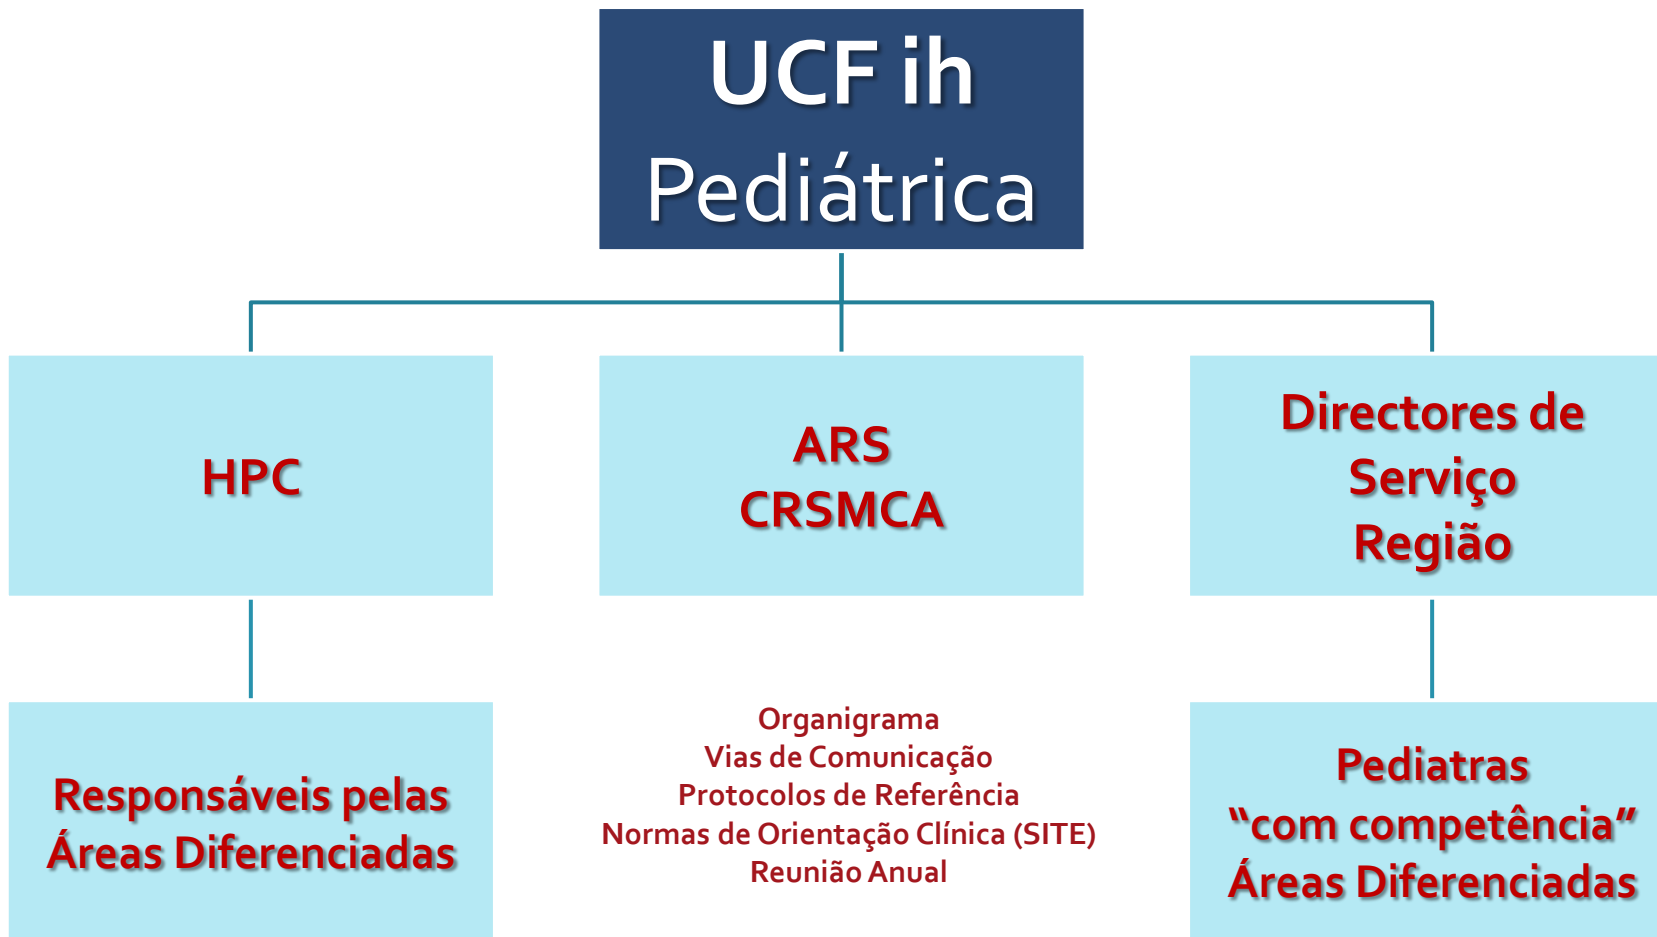 UCF ih
Pediátrica
HPC
ARS
CRSMCA
Directores de
Serviço
Região
Responsáveis pelas
Áreas Diferenciadas
Organigrama
Vias de Comunicação
Protocolos de Referência
Normas de Orientação Clínica (SITE)
Reunião Anual
Pediatras
“com competência”
Áreas Diferenciadas